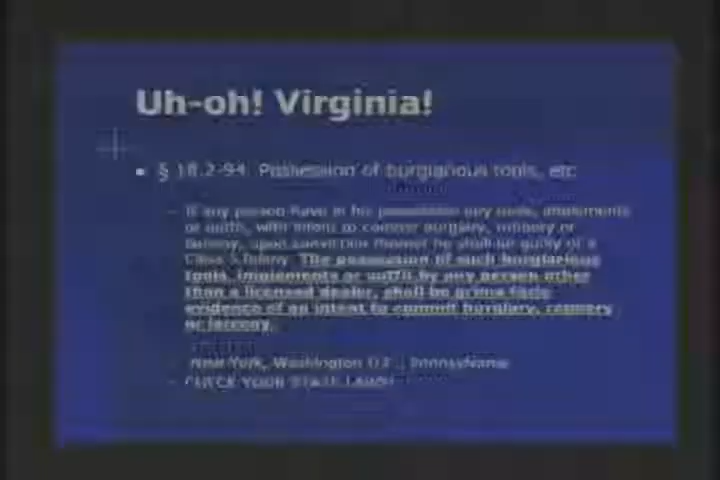 Uh-oh! Virginia!
§ 18.2-94. Possession of burglarious tools, etc.
- If any person have in his possession any tools, implements
or outfit, with intent to commit burglary, robbery or
larceny, upon conviction thereof he shall be guilty of a
Class 5 felony. The possession of such burglarious
tools, implements or outfit by any person other
than a licensed dealer, shall be prima facie
evidence of an intent to commit burglary, robbery
or larceny.
New York, Washington D.C., Pennsylvania
- CHECK YOUR STATE LAWS!